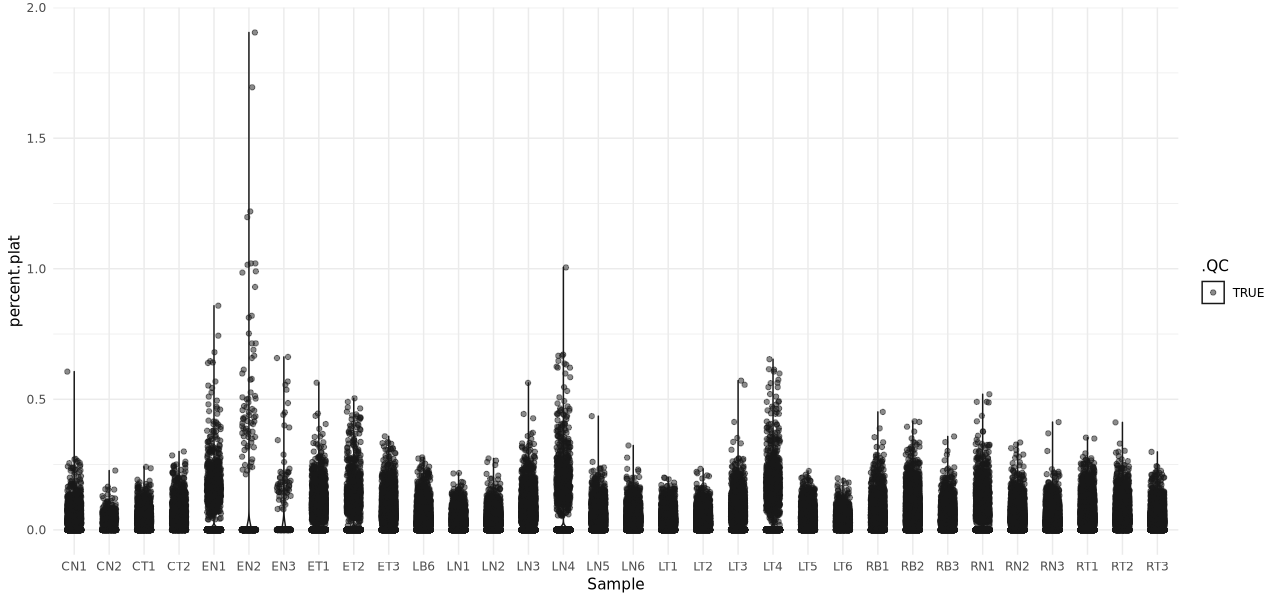 2.0
1.5
1.0
0.5
0.0
percent.plat
CN1 CN2 CT1 CT2 EN1 EN2 EN3 ET1 ET2 ET3 LB6 LN1 LN2 LN3 LN4 LN5 LN6 LT1 LT2 LT3 LT4 LT5 LT6 RB1 RB2 RB3 RN1 RN2 RN3 RT1 RT2 RT3
Sample
.QC
TRUE